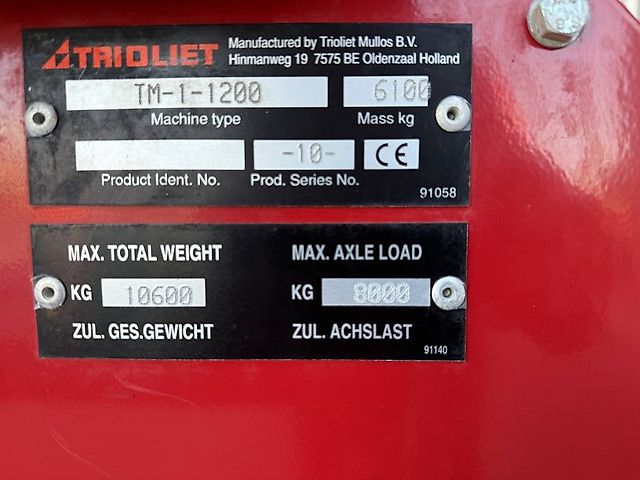 TRIOLIET Manufactured by Trioliet Mullos B.V.
Hinmanweg 19 7575 BE Oldenzaal Holland
TM-1-1200 6100
Machine type Mass kg
-10- CE
Product Ident. No. Prod. Series No.
91058
MAX. TOTAL WEIGHT MAX. AXLE LOAD
KG 10600 KG 8000
ZUL. GES.GEWICHT ZUL. ACHSLAST
91140